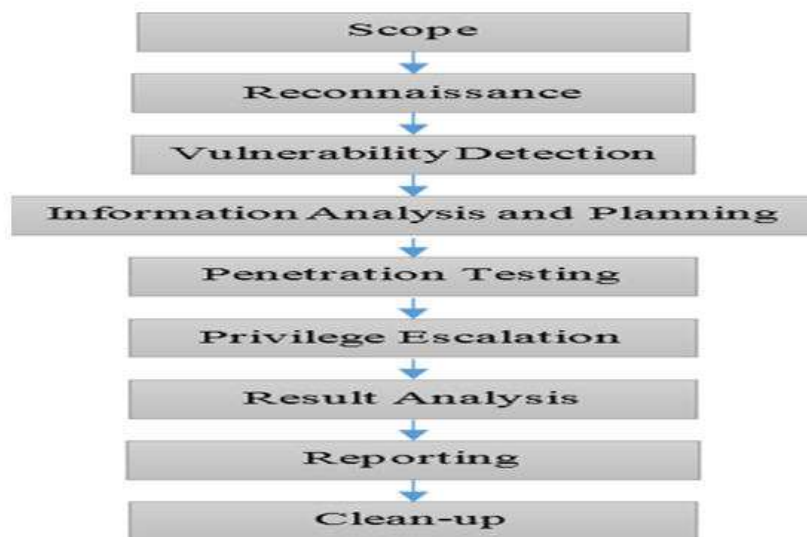 Scope
Reconnaissance
Vulnerability Detection
Information Analysis and Planning
Penetration Testing
Privilege Escalation
Result Analysis
Reporting
Clean-up